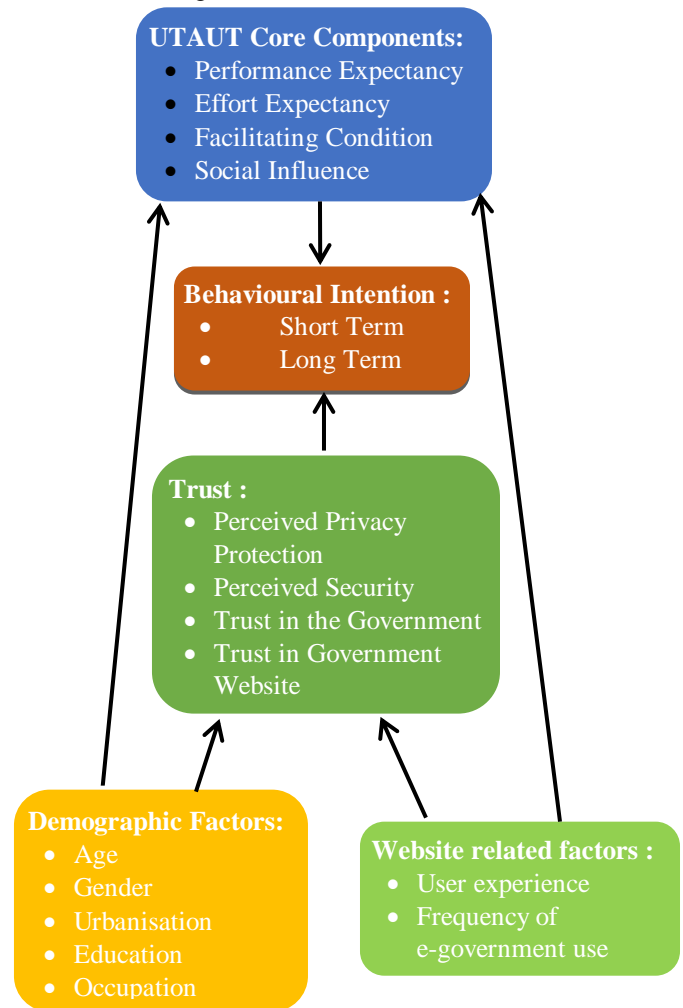 UTAUT Core Components:
• Performance Expectancy
• Effort Expectancy
• Facilitating Condition
• Social Influence
Behavioural Intention :
• Short Term
• Long Term
Trust :
• Perceived Privacy
Protection
• Perceived Security
• Trust in the Government
• Trust in Government
Website
Demographic Factors:
• Age
• Gender
• Urbanisation
• Education
• Occupation
Website related factors :
• User experience
• Frequency of
e-government use